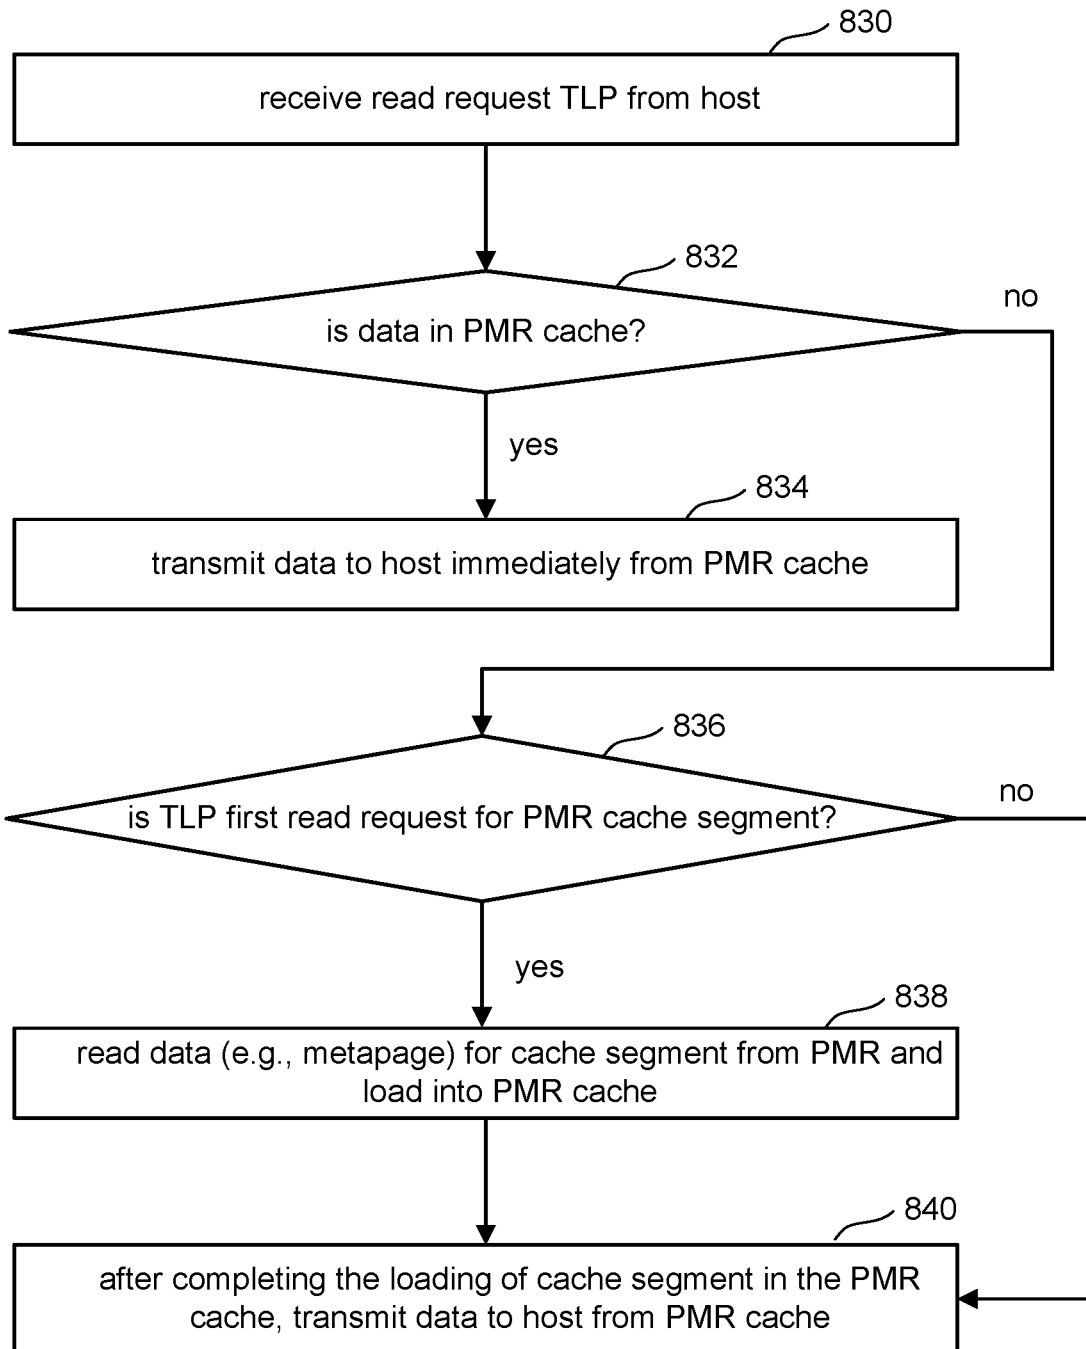 830
receive read request TLP from host
832
no
is data in PMR cache?
yes
834
transmit data to host immediately from PMR cache
836
no
is TLP first read request for PMR cache segment?
yes
838
read data (e.g., metapage) for cache segment from PMR and
load into PMR cache
840
after completing the loading of cache segment in the PMR
cache, transmit data to host from PMR cache